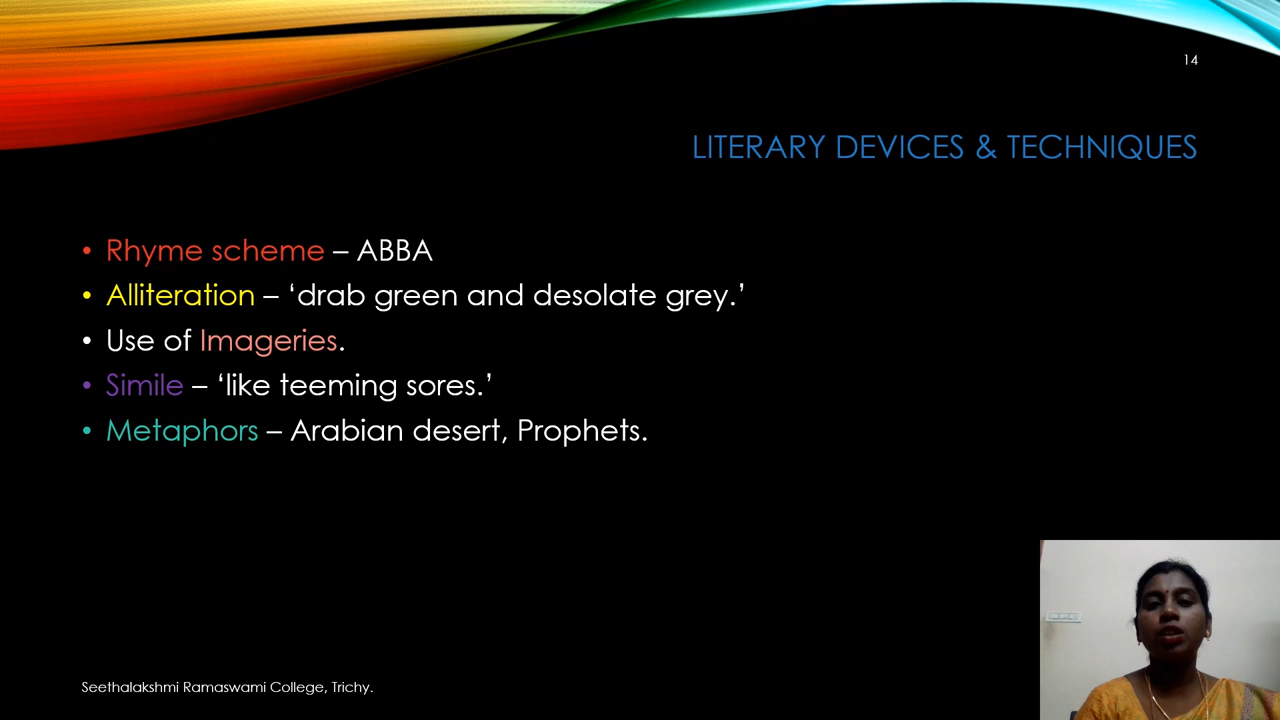 14
LITERARY DEVICES & TECHNIQUES
• Rhyme scheme – ABBA
• Alliteration – ‘drab green and desolate grey.’
• Use of Imageries.
• Simile – ‘like teeming sores.’
• Metaphors – Arabian desert, Prophets.
Seethalakshmi Ramaswami College, Trichy.